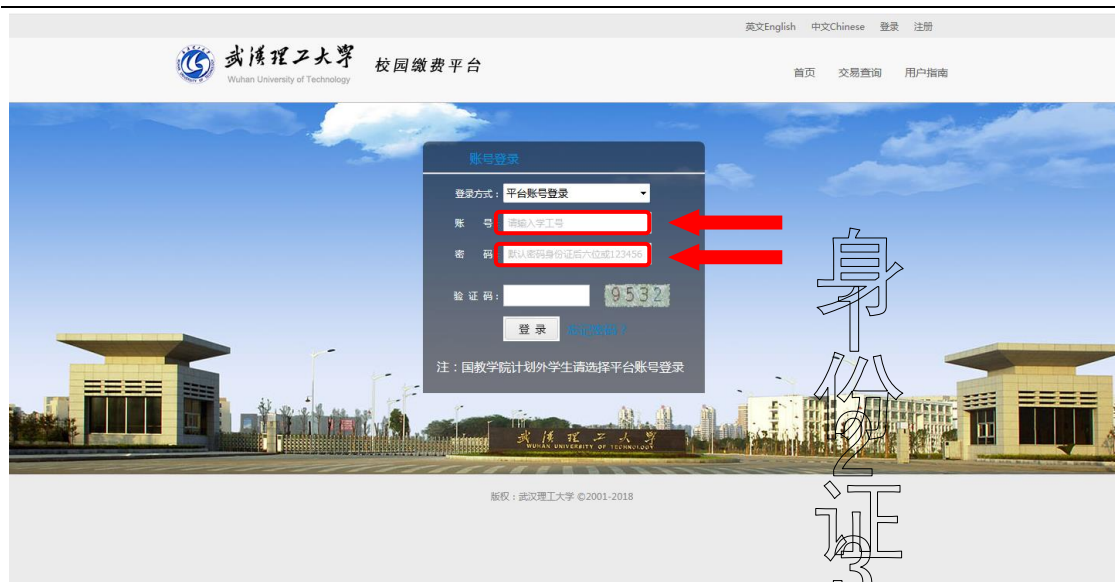 英文English 中文Chinese 登录 注册
武汉理工大学
Wuhan University of Technology
校园缴费平台
首页 交易查询 用户指南
账号登录
登录方式: 平台账号登录
账 号 请输入学工号
密 码 默认密码身份证后六位或123456
验 证 码: 9532
登 录 忘记密码?
注:国教学院计划外学生请选择平台账号登录
武汉理工大学
WUHAN UNIVERSITY OF TECHNOLOGY
版权:武汉理工大学 ©2001-2018
身
份
证